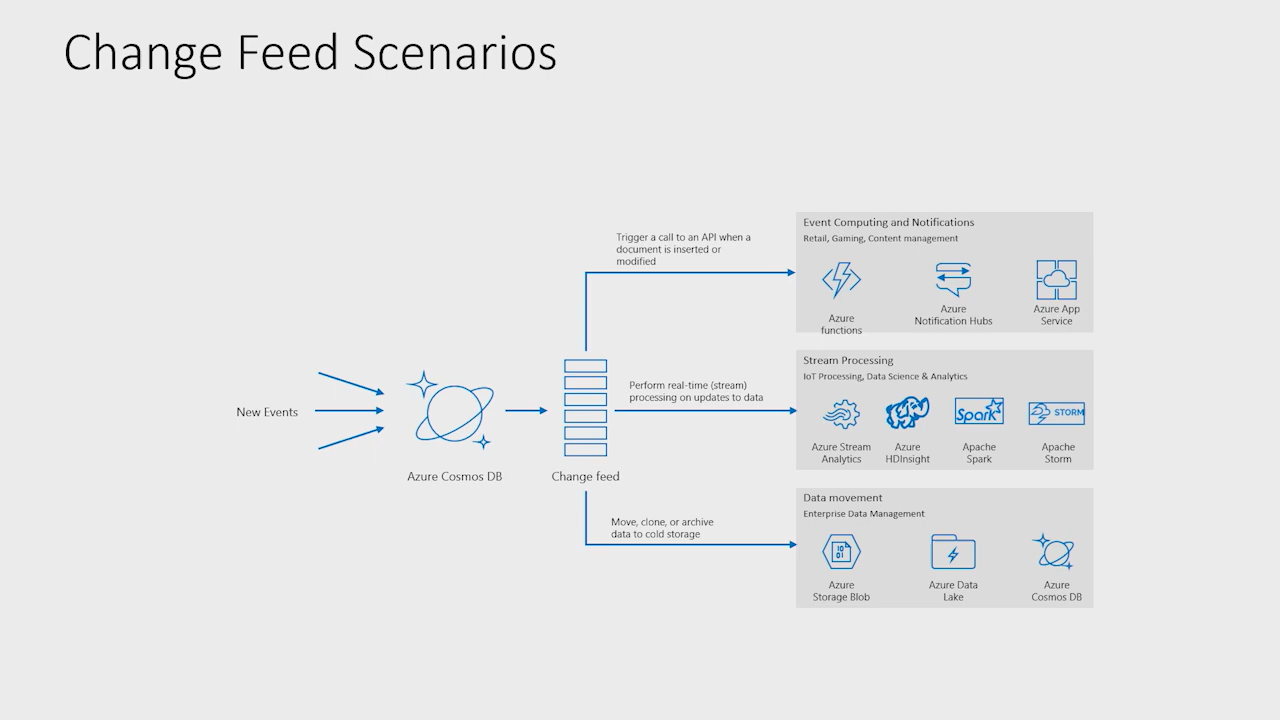 Change Feed Scenarios
Trigger a call to an API when a
document is inserted or
modified
Event Computing and Notifications
Retail, Gaming, Content management
Azure
functions
Azure
Notification Hubs
Azure App
Service
New Events
Azure Cosmos DB
Change feed
Perform real-time (stream)
processing on updates to data
Stream Processing
IoT Processing, Data Science & Analytics
Spark
STORM
Azure Stream
Analytics
Azure
HDInsight
Apache
Spark
Apache
Storm
Move, clone, or archive
data to cold storage
Data movement
Enterprise Data Management
10
01
Azure
Storage Blob
Azure Data
Lake
Azure
Cosmos DB